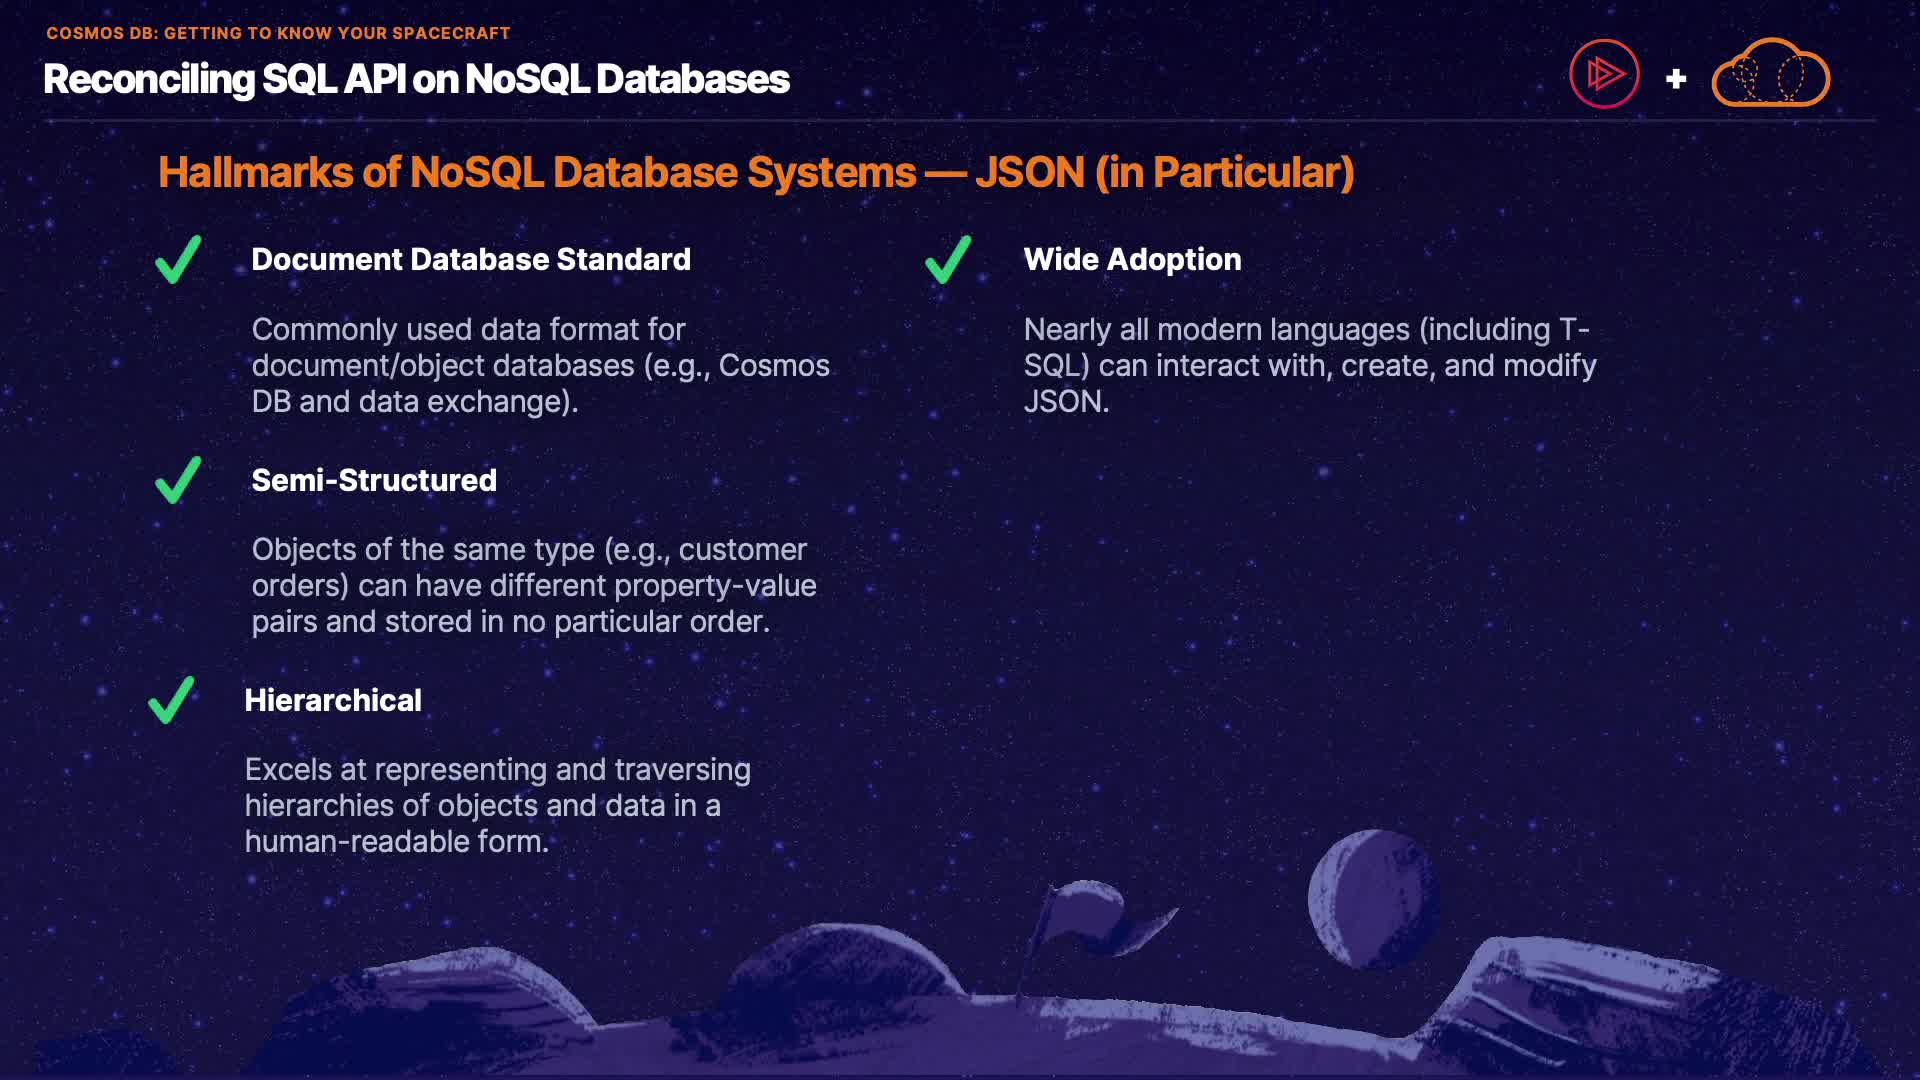 COSMOS DB: GETTING TO KNOW YOUR SPACECRAFT
Reconciling SQL API on NoSQL Databases
+
Hallmarks of NoSQL Database Systems — JSON (in Particular)
Document Database Standard
Commonly used data format for
document/object databases (e.g., Cosmos
DB and data exchange).
Semi-Structured
Objects of the same type (e.g., customer
orders) can have different property-value
pairs and stored in no particular order.
Hierarchical
Excels at representing and traversing
hierarchies of objects and data in a
human-readable form.
Wide Adoption
Nearly all modern languages (including T-
SQL) can interact with, create, and modify
JSON.